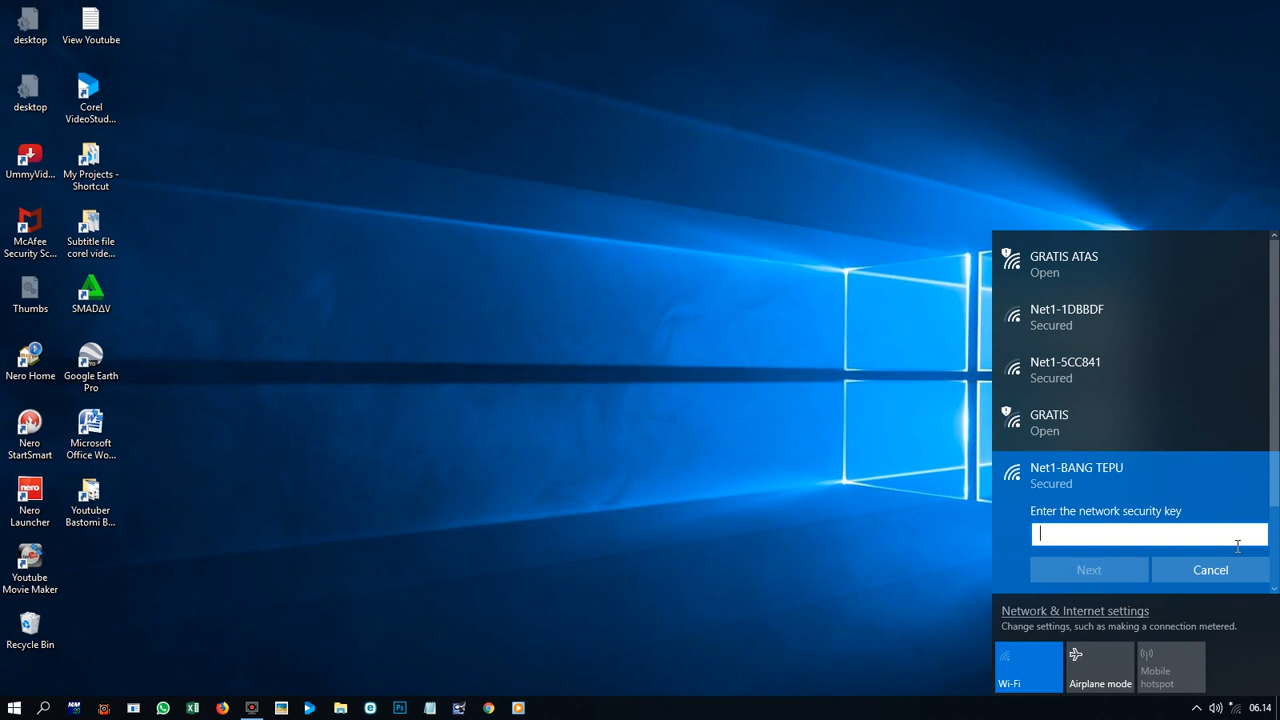 desktop
View Youtube
desktop
Corel
VideoStud...
UmmyVid...
My Projects -
Shortcut
McAfee
Security Sc...
Subtitle file
corel vide...
Thumbs
SMADΔV
Nero Home
Google Earth
Pro
Nero
StartSmart
Microsoft
Office Wo...
nero
Nero
Launcher
Youtuber
Bastomi B...
Youtube
Movie Maker
Recycle Bin
GRATIS ATAS
Open
Net1-1DBBDF
Secured
Net1-5CC841
Secured
GRATIS
Open
Net1-BANG TEPU
Secured
Enter the network security key
Next
Cancel
Network & Internet settings
Change settings, such as making a connection metered.
Wi-Fi
Airplane mode
Mobile
hotspot
06.14